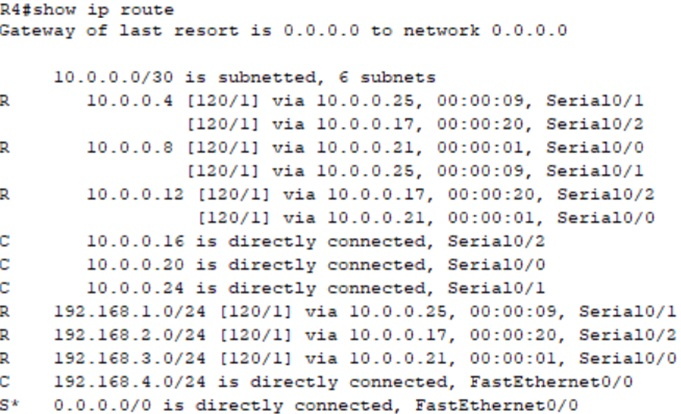 R4#show ip route
Gateway of last resort is 0.0.0.0 to network 0.0.0.0
10.0.0.0/30 is subnetted, 6 subnets
R 10.0.0.4 [120/1] via 10.0.0.25, 00:00:09, Serial0/1
[120/1] via 10.0.0.17, 00:00:20, Serial0/2
R 10.0.0.8 [120/1] via 10.0.0.21, 00:00:01, Serial0/0
[120/1] via 10.0.0.25, 00:00:09, Serial0/1
R 10.0.0.12 [120/1] via 10.0.0.17, 00:00:20, Serial0/2
[120/1] via 10.0.0.21, 00:00:01, Serial0/0
C 10.0.0.16 is directly connected, Serial0/2
C 10.0.0.20 is directly connected, Serial0/0
C 10.0.0.24 is directly connected, Serial0/1
R 192.168.1.0/24 [120/1] via 10.0.0.25, 00:00:09, Serial0/1
R 192.168.2.0/24 [120/1] via 10.0.0.17, 00:00:20, Serial0/2
R 192.168.3.0/24 [120/1] via 10.0.0.21, 00:00:01, Serial0/0
C 192.168.4.0/24 is directly connected, FastEthernet0/0
S* 0.0.0.0/0 is directly connected, FastEthernet0/0